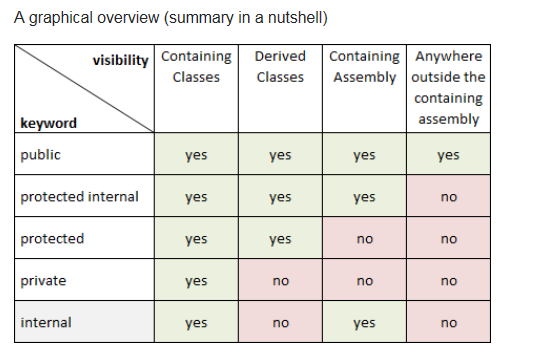 A graphical overview (summary in a nutshell)
visibility Containing Classes Derived Classes Containing Assembly Anywhere outside the containing assembly
keyword
public yes yes yes yes
protected internal yes yes yes no
protected yes yes no no
private yes no no no
internal yes no yes no